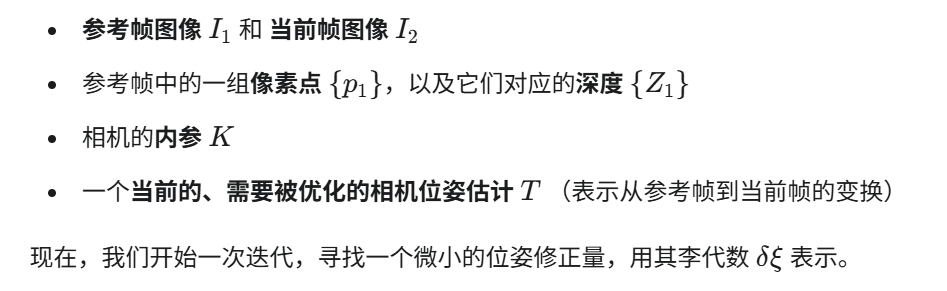 • 参考帧图像 $I_1$ 和 当前帧图像 $I_2$
• 参考帧中的一组像素点 $\{p_1\}$，以及它们对应的深度 $\{Z_1\}$
• 相机的内参 $K$
• 一个当前的、需要被优化的相机位姿估计 $T$ （表示从参考帧到当前帧的变换）
现在，我们开始一次迭代，寻找一个微小的位姿修正量，用其李代数 $\delta\xi$ 表示。